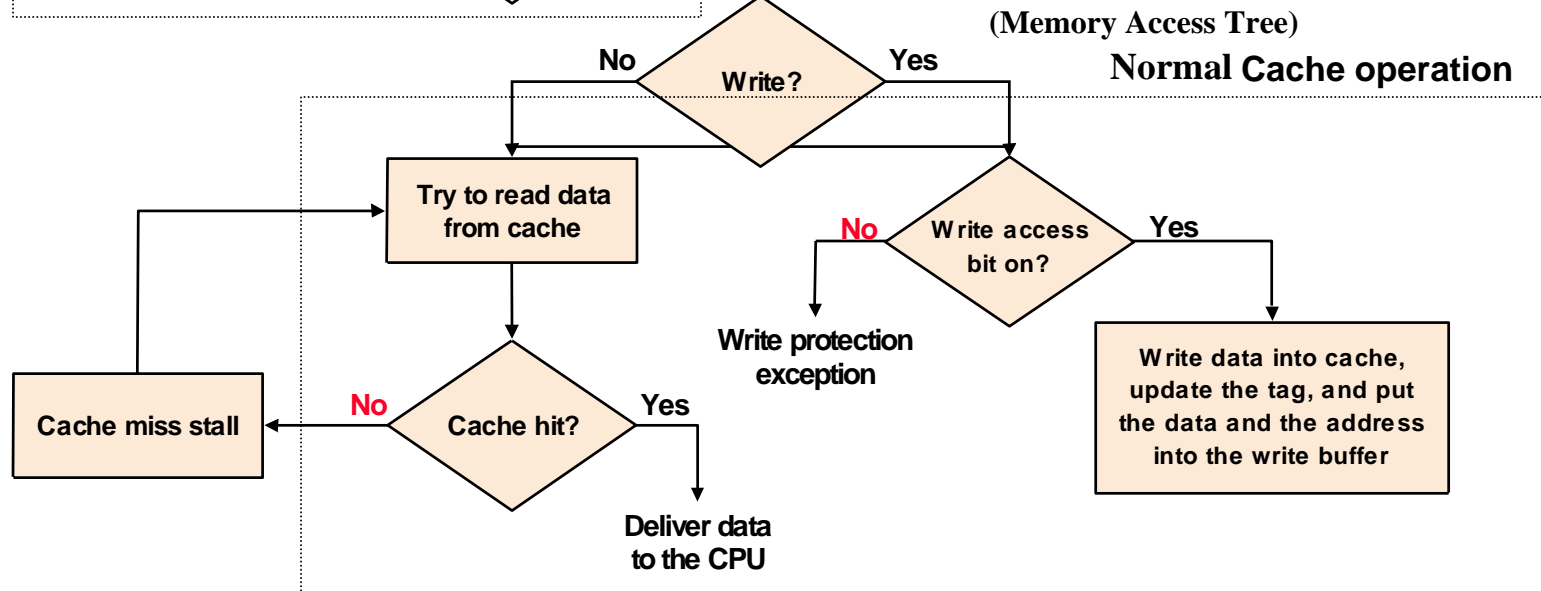 (Memory Access Tree)
Normal Cache operation
No
Write?
Yes
Try to read data
from cache
No
Write access
bit on?
Yes
Write protection
exception
Write data into cache,
update the tag, and put
the data and the address
into the write buffer
Cache miss stall
No
Cache hit?
Yes
Deliver data
to the CPU